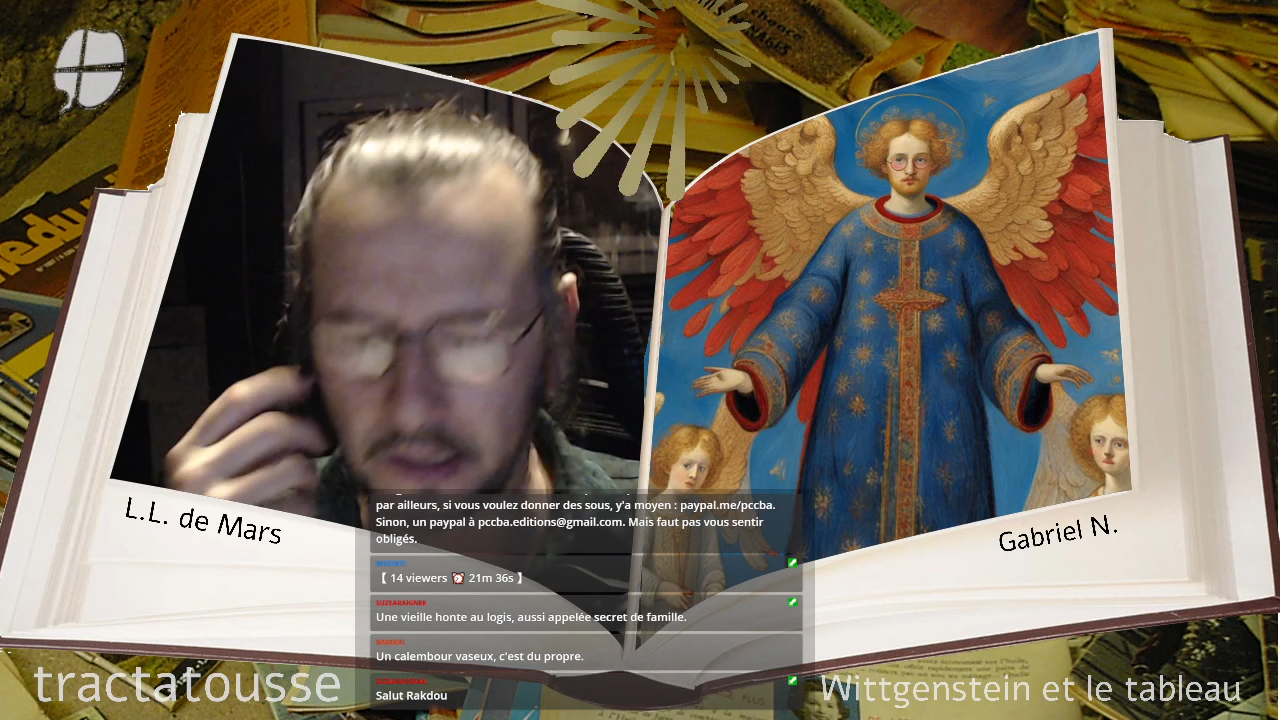 L.L. de Mars
Gabriel N.
par ailleurs, si vous voulez donner des sous, y'a moyen : paypal.me/pccba.
Sinon, un paypal à pccba.editions@gmail.com. Mais faut pas vous sentir
obligés.
【 14 viewers ⏰ 21m 36s 】
SUZEARAIGNEE
Une vieille honte au logis, aussi appelée secret de famille.
Un calembour vaseux, c'est du propre.
Salut Rakdou
tractatousse
Wittgenstein et le tableau